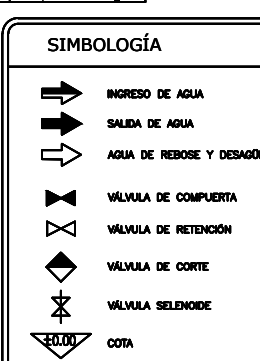 SIMBOLOGÍA
INGRESO DE AGUA
SALIDA DE AGUA
AGUA DE REBOSE Y DESAGÜ
VÁLVULA DE COMPUERTA
VÁLVULA DE RETENCIÓN
VÁLVULA DE CORTE
VÁLVULA SELENOIDE
±0.00 COTA